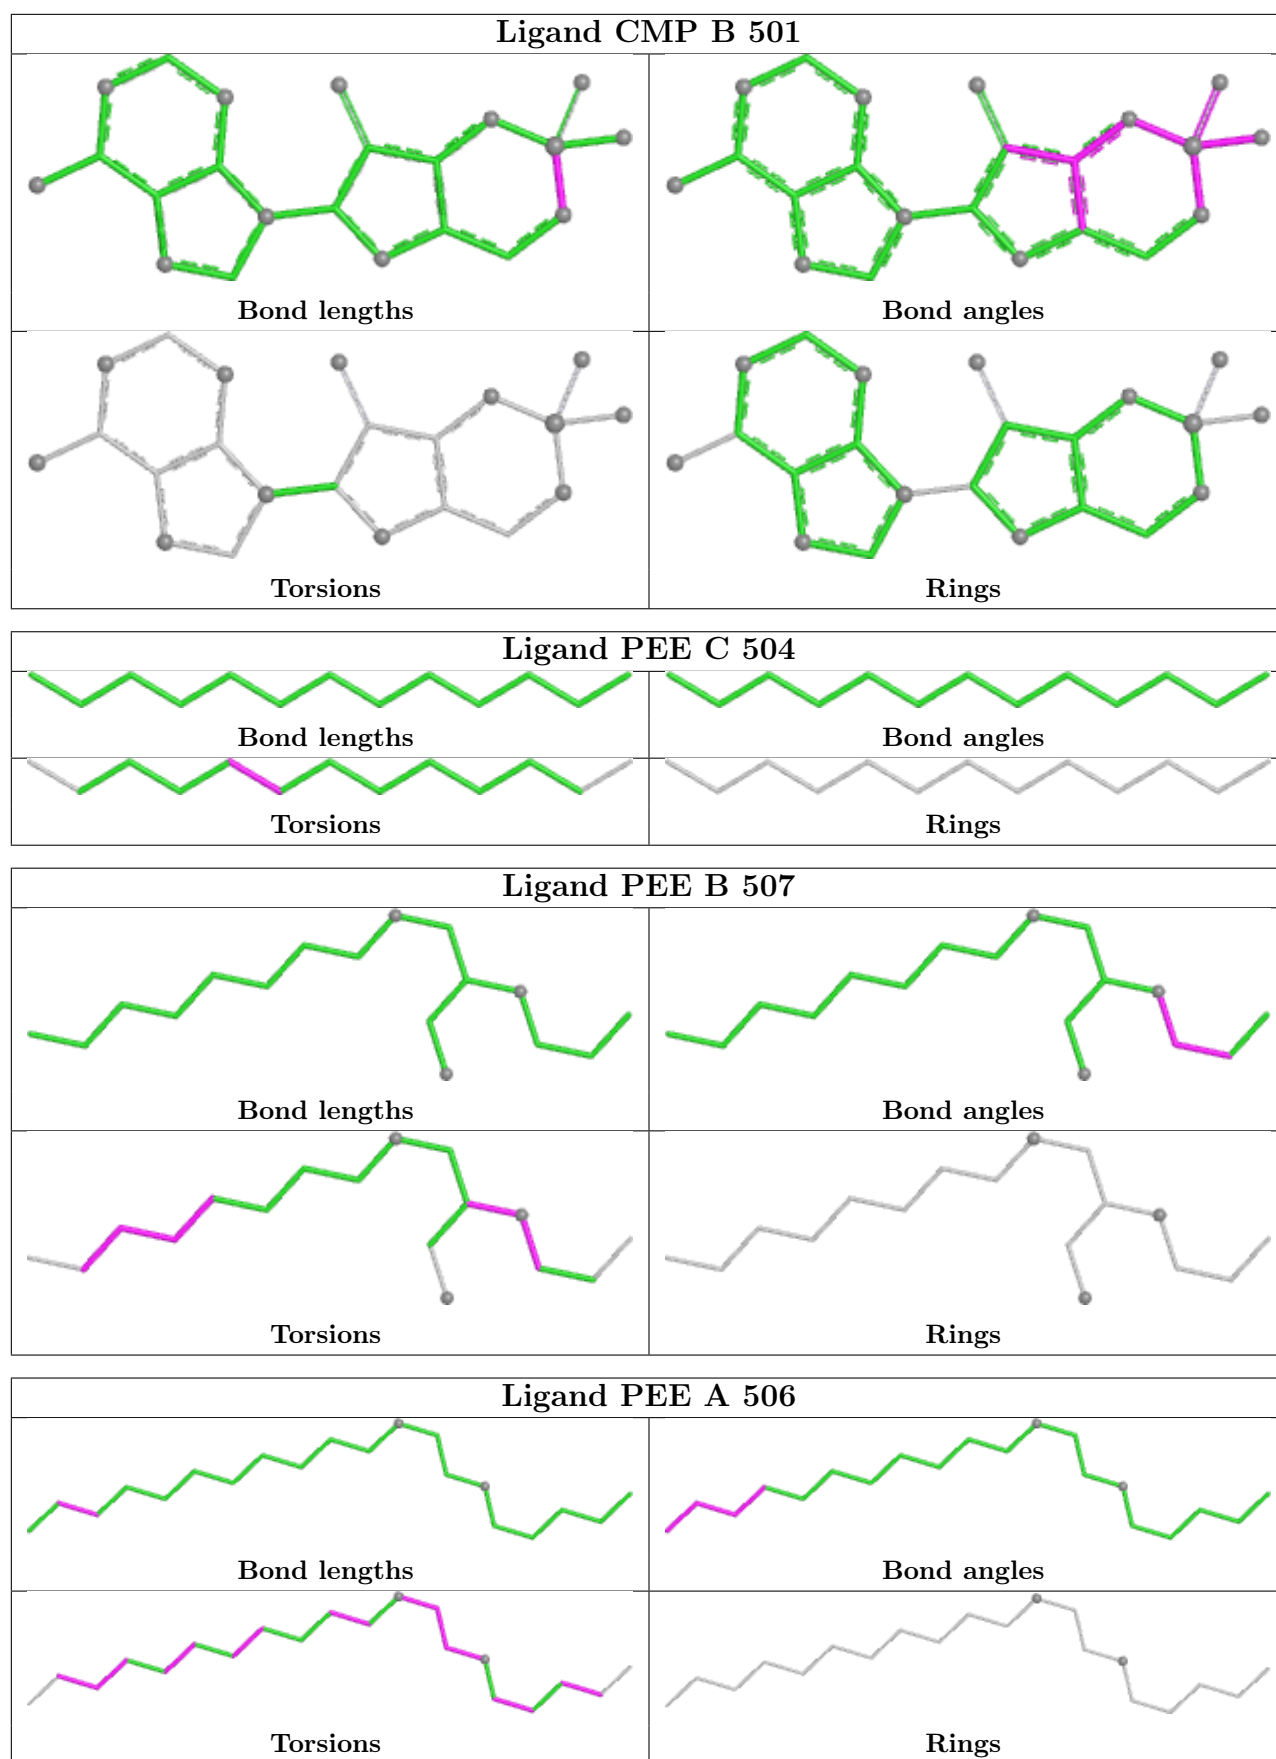 Ligand CMP B 501
Bond lengths Bond angles
Torsions Rings
Ligand PEE C 504
Bond lengths Bond angles
Torsions Rings
Ligand PEE B 507
Bond lengths Bond angles
Torsions Rings
Ligand PEE A 506
Bond lengths Bond angles
Torsions Rings